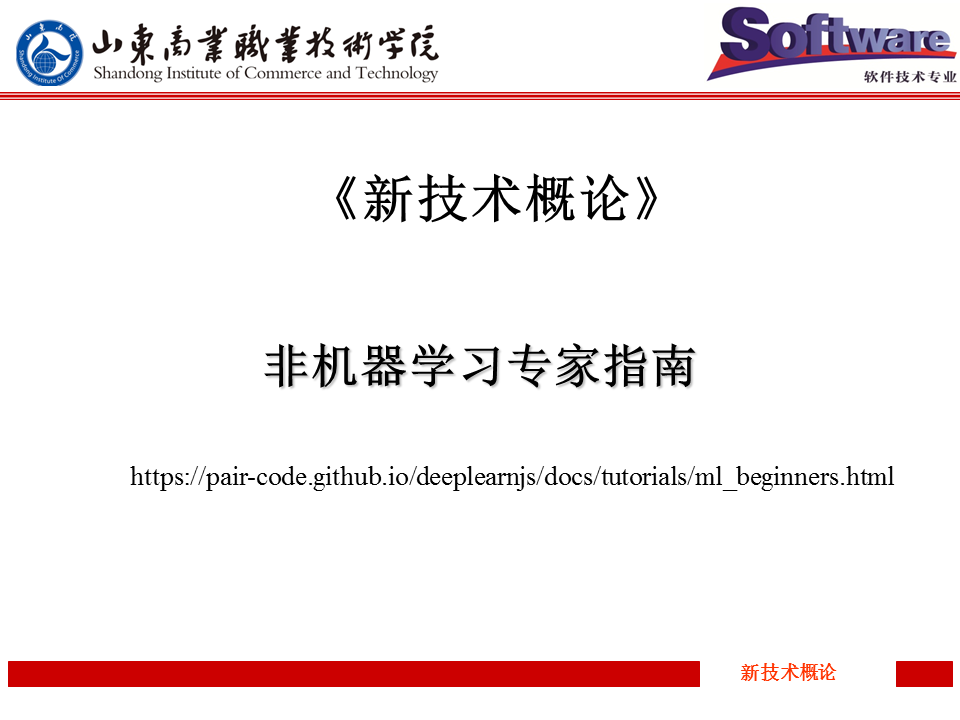 山東商業職業技術学院
Shandong Institute of Commerce and Technology
Software
软件技术专业
《新技术概论》
非机器学习专家指南
https://pair-code.github.io/deeplearnjs/docs/tutorials/ml_beginners.html
新技术概论